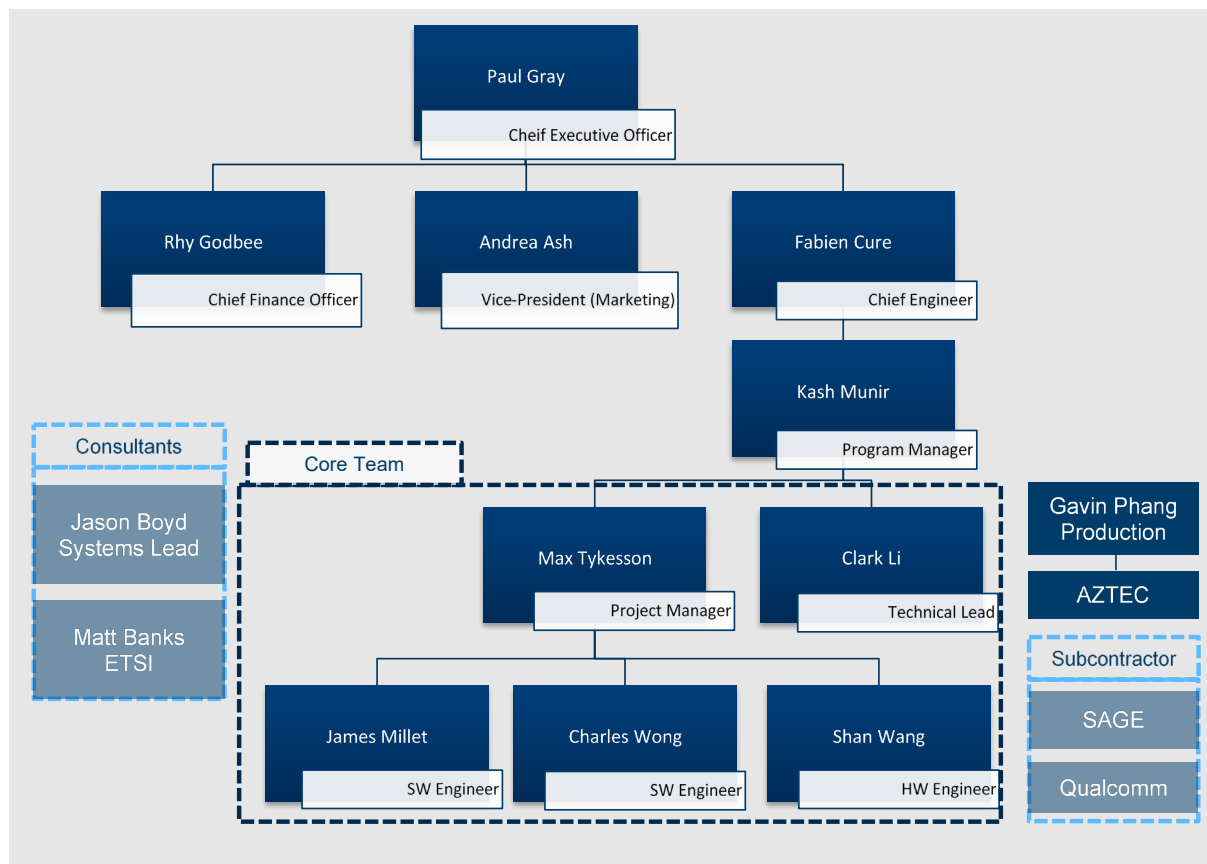 Paul Gray
Cheif Executive Officer
Rhy Godbee
Chief Finance Officer
Andrea Ash
Vice-President (Marketing)
Fabien Cure
Chief Engineer
Kash Munir
Program Manager
Consultants
Jason Boyd
Systems Lead
Matt Banks
ETSI
Core Team
Max Tykesson
Project Manager
Clark Li
Technical Lead
James Millet
SW Engineer
Charles Wong
SW Engineer
Shan Wang
HW Engineer
Gavin Phang
Production
AZTEC
Subcontractor
SAGE
Qualcomm